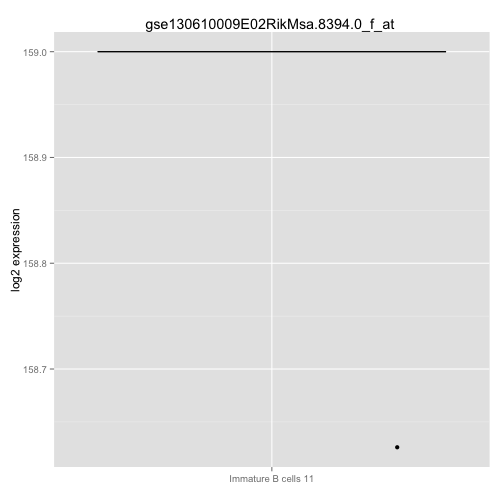 gse130610009E02RikMsa.8394.0_f_at
159.0
158.9
158.8
158.7
log2 expression
Immature B cells 11